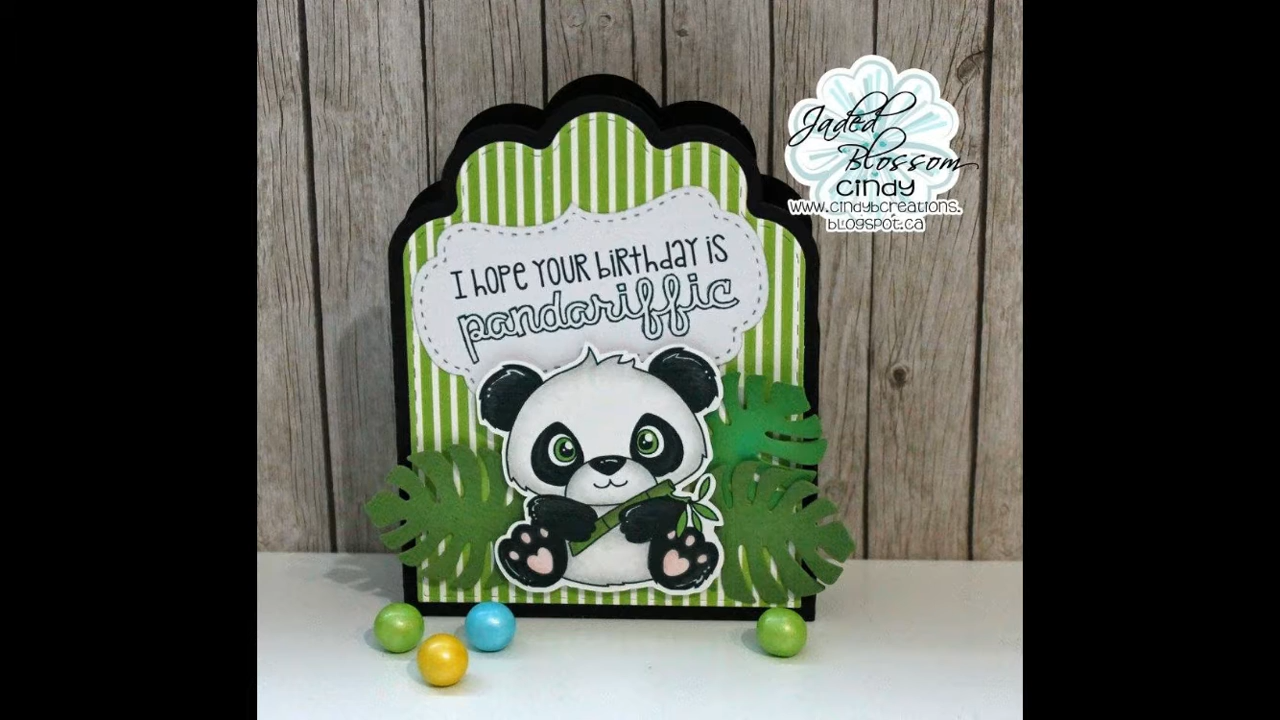 I hope your birthday is
pandariffic
Jaded
Blossom
cindy
www.cindybcreations.
blogspot.ca